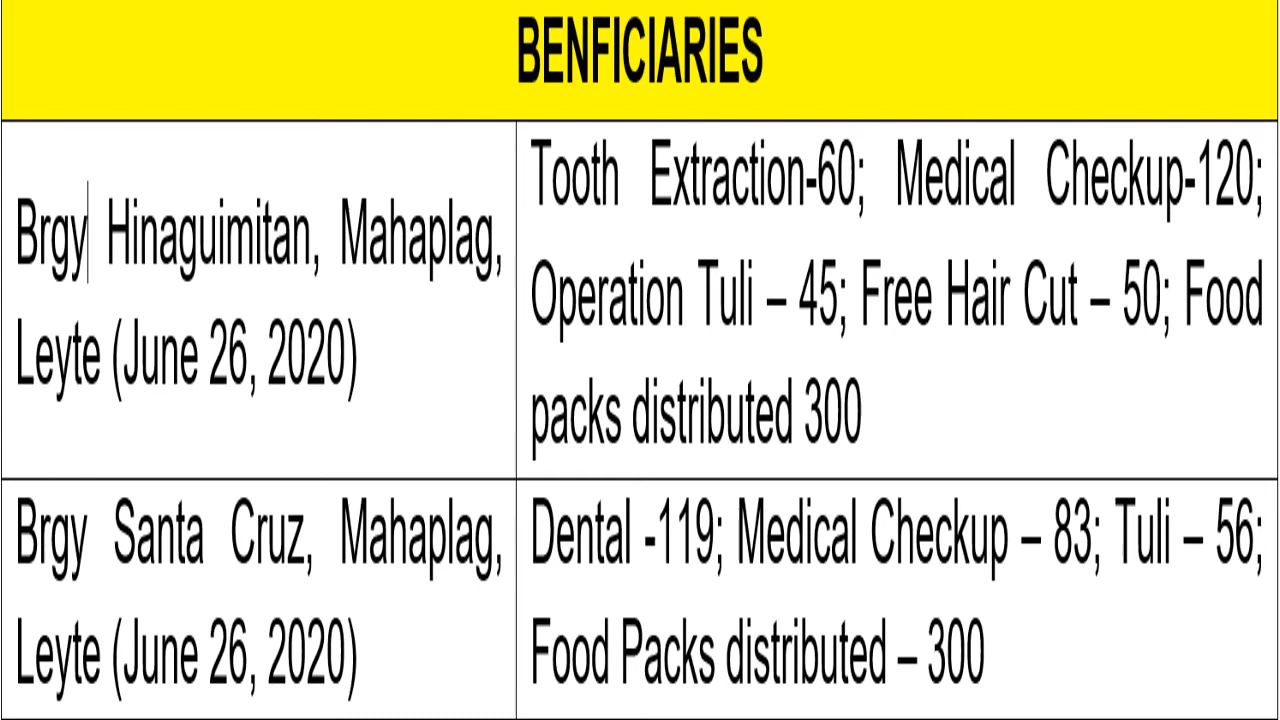 BENFICIARIES
Brgy Hinaguimitan, Mahaplag,
Leyte (June 26, 2020)
Tooth Extraction-60; Medical Checkup-120;
Operation Tuli – 45; Free Hair Cut – 50; Food
packs distributed 300
Brgy Santa Cruz, Mahaplag,
Leyte (June 26, 2020)
Dental -119; Medical Checkup – 83; Tuli – 56;
Food Packs distributed – 300